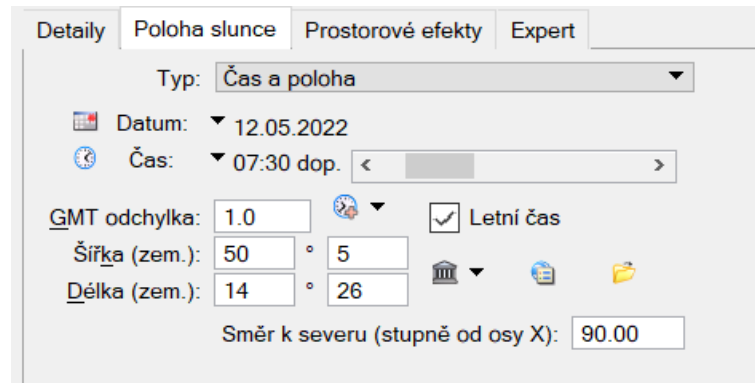 Detaily Poloha slunce Prostorové efekty Expert
Typ: Čas a poloha
Datum: 12.05.2022
Čas: 07:30 dop.
GMT odchylka: 1.0 Letní čas
Šířka (zem.): 50 ° 5
Délka (zem.): 14 ° 26
Směr k severu (stupně od osy X): 90.00